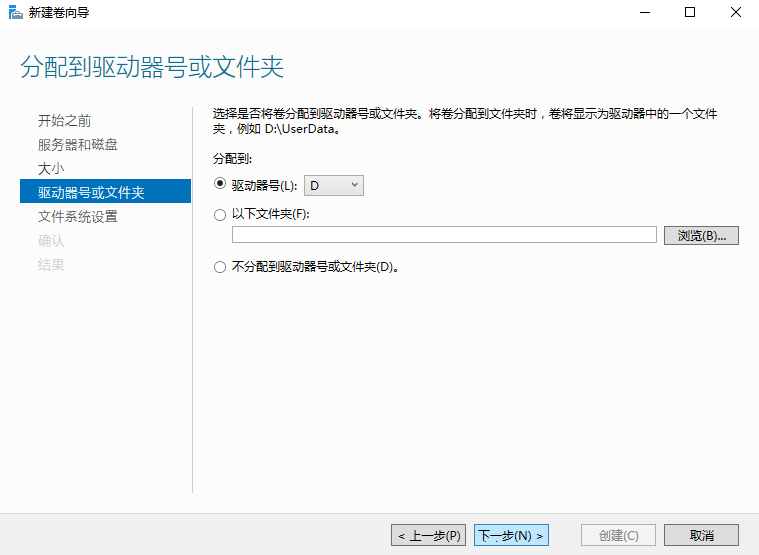 新建卷向导
分配到驱动器号或文件夹
开始之前
服务器和磁盘
大小
驱动器号或文件夹
文件系统设置
确认
结果
选择是否将卷分配到驱动器号或文件夹。将卷分配到文件夹时，卷将显示为驱动器中的一个文件
夹，例如 D:\UserData。
分配到:
驱动器号(L): D
以下文件夹(F):
浏览(B)...
不分配到驱动器号或文件夹(D)。
< 上一步(P) 下一步(N) > 创建(C) 取消